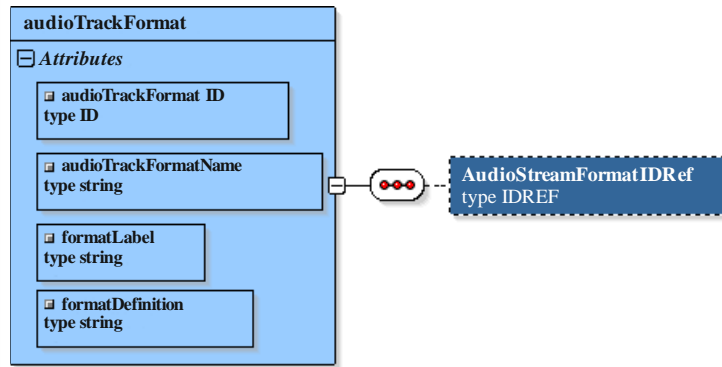 audioTrackFormat
Attributes
audioTrackFormat ID
type ID
audioTrackFormatName
type string
formatLabel
type string
formatDefinition
type string
AudioStreamFormatIDRef
type IDREF